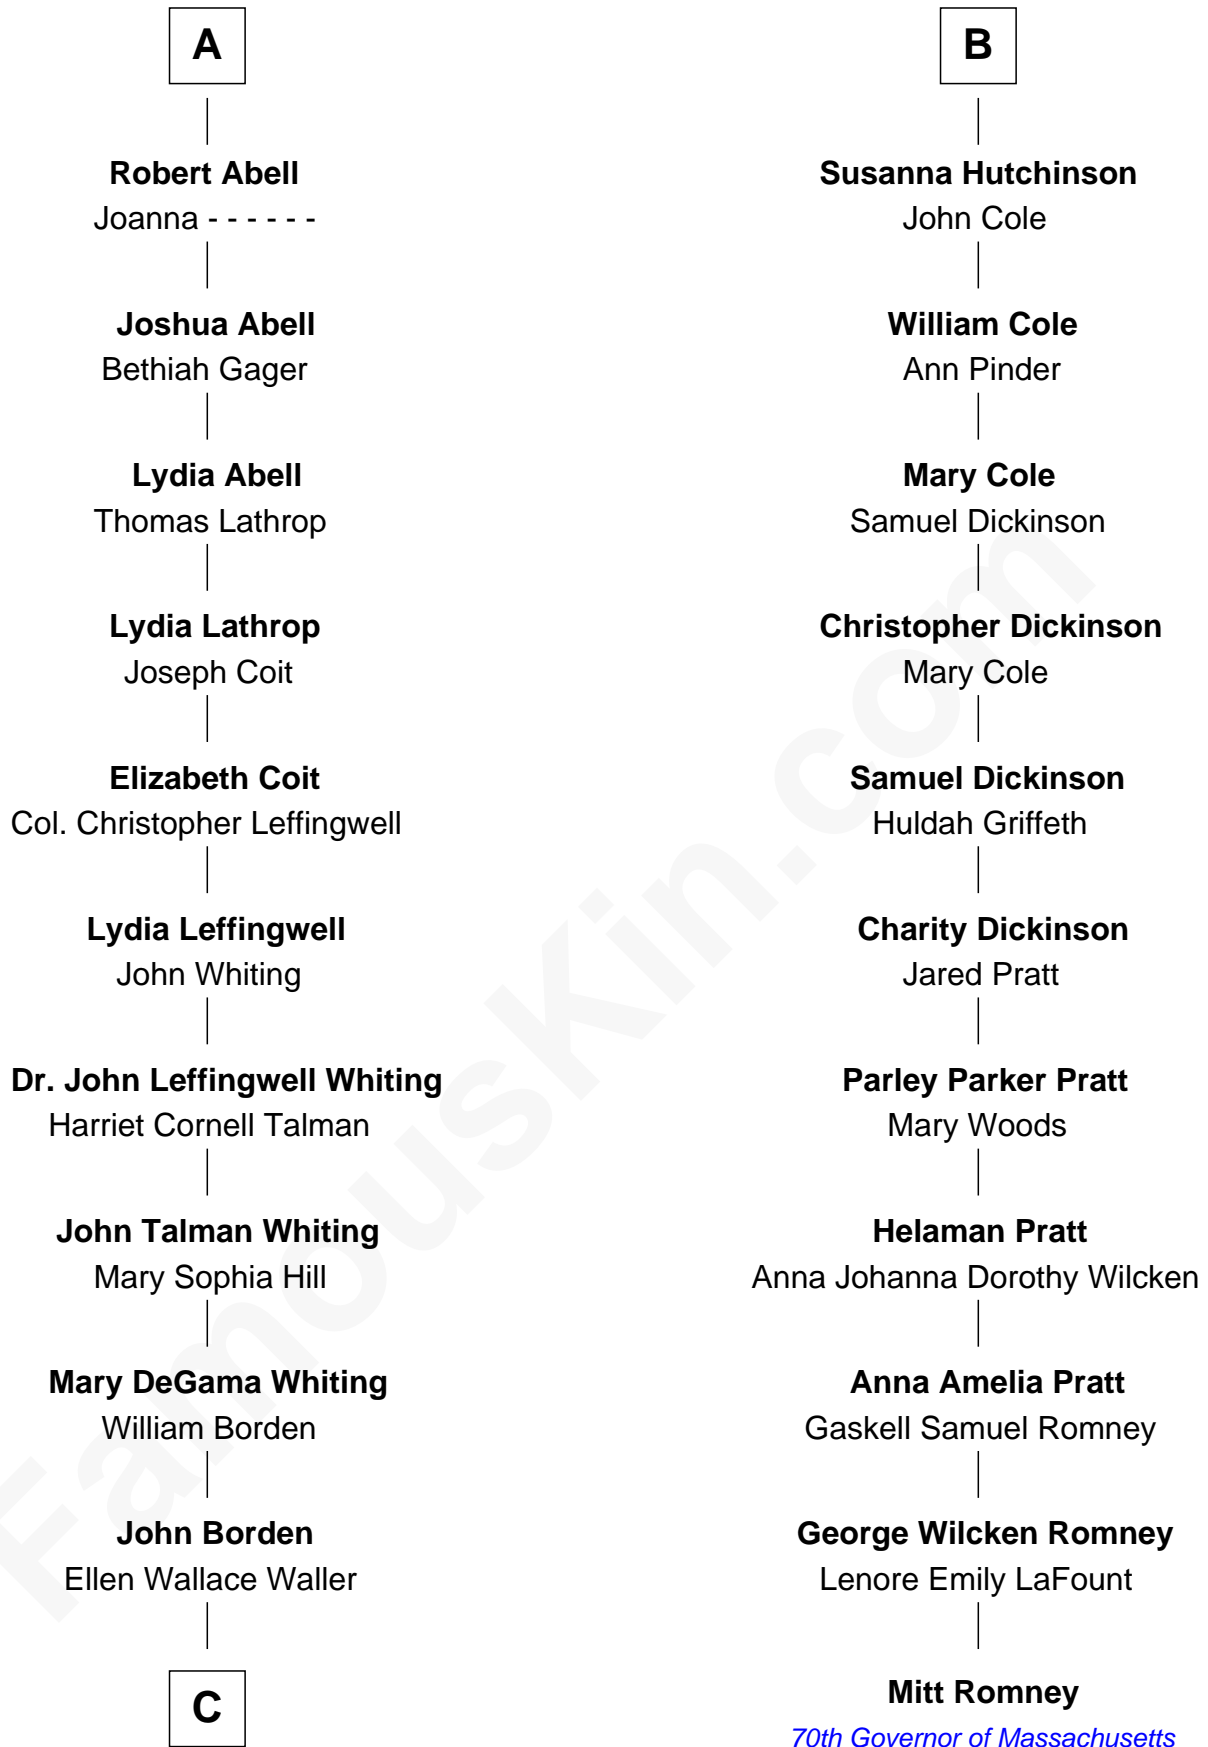 A
Robert Abell
Joanna - - - - - -
Joshua Abell
Bethiah Gager
Lydia Abell
Thomas Lathrop
Lydia Lathrop
Joseph Coit
Elizabeth Coit
Col. Christopher Leffingwell
Lydia Leffingwell
John Whiting
Dr. John Leffingwell Whiting
Harriet Cornell Talman
John Talman Whiting
Mary Sophia Hill
Mary DeGama Whiting
William Borden
John Borden
Ellen Wallace Waller
C
B
Susanna Hutchinson
John Cole
William Cole
Ann Pinder
Mary Cole
Samuel Dickinson
Christopher Dickinson
Mary Cole
Samuel Dickinson
Huldah Griffeth
Charity Dickinson
Jared Pratt
Parley Parker Pratt
Mary Woods
Helaman Pratt
Anna Johanna Dorothy Wilcken
Anna Amelia Pratt
Gaskell Samuel Romney
George Wilcken Romney
Lenore Emily LaFount
Mitt Romney
70th Governor of Massachusetts
FamousKin.com